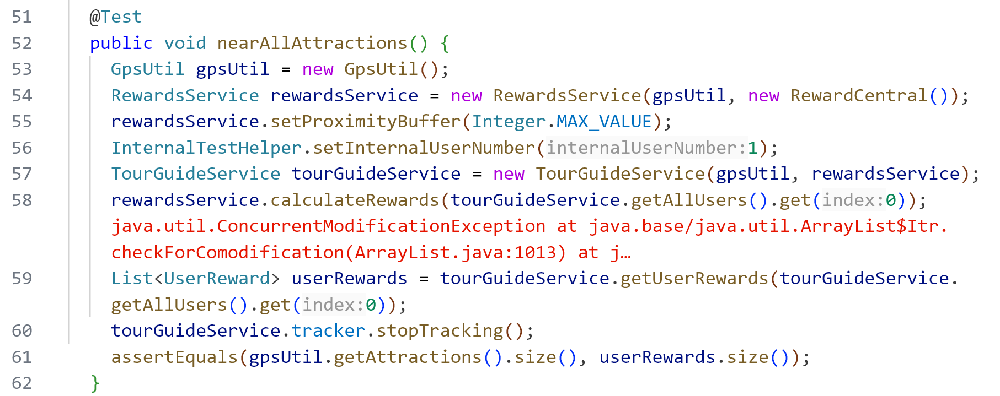 51 @Test
52 public void nearAllAttractions() {
53 GpsUtil gpsUtil = new GpsUtil();
54 RewardsService rewardsService = new RewardsService(gpsUtil, new RewardCentral());
55 rewardsService.setProximityBuffer(Integer.MAX_VALUE);
56 InternalTestHelper.setInternalUserNumber(internalUserNumber:1);
57 TourGuideService tourGuideService = new TourGuideService(gpsUtil, rewardsService);
58 rewardsService.calculateRewards(tourGuideService.getAllUsers().get(index:0));
java.util.ConcurrentModificationException at java.base/java.util.ArrayList$Itr.
checkForComodification(ArrayList.java:1013) at j…
59 List<UserReward> userRewards = tourGuideService.getUserRewards(tourGuideService.
getAllUsers().get(index:0));
60 tourGuideService.tracker.stopTracking();
61 assertEquals(gpsUtil.getAttractions().size(), userRewards.size());
62 }